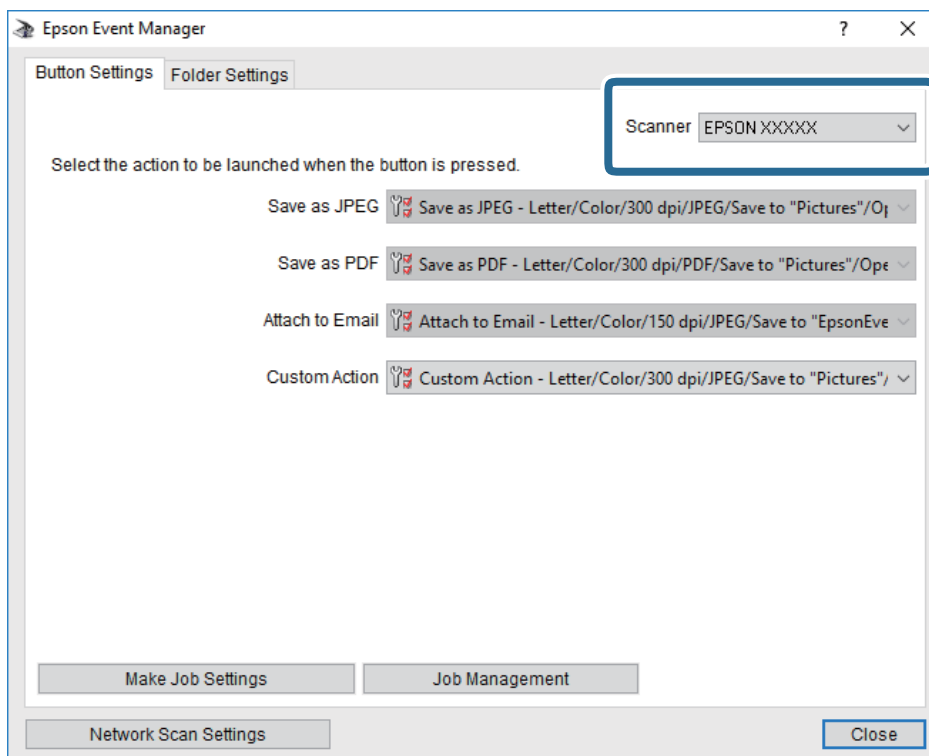 Epson Event Manager
Button Settings
Folder Settings
Scanner EPSON XXXXX
Select the action to be launched when the button is pressed.
Save as JPEG Save as JPEG - Letter/Color/300 dpi/JPEG/Save to "Pictures"/Op
Save as PDF Save as PDF - Letter/Color/300 dpi/PDF/Save to "Pictures"/Ope
Attach to Email Attach to Email - Letter/Color/150 dpi/JPEG/Save to "EpsonEve
Custom Action Custom Action - Letter/Color/300 dpi/JPEG/Save to "Pictures"/
Make Job Settings
Job Management
Network Scan Settings
Close